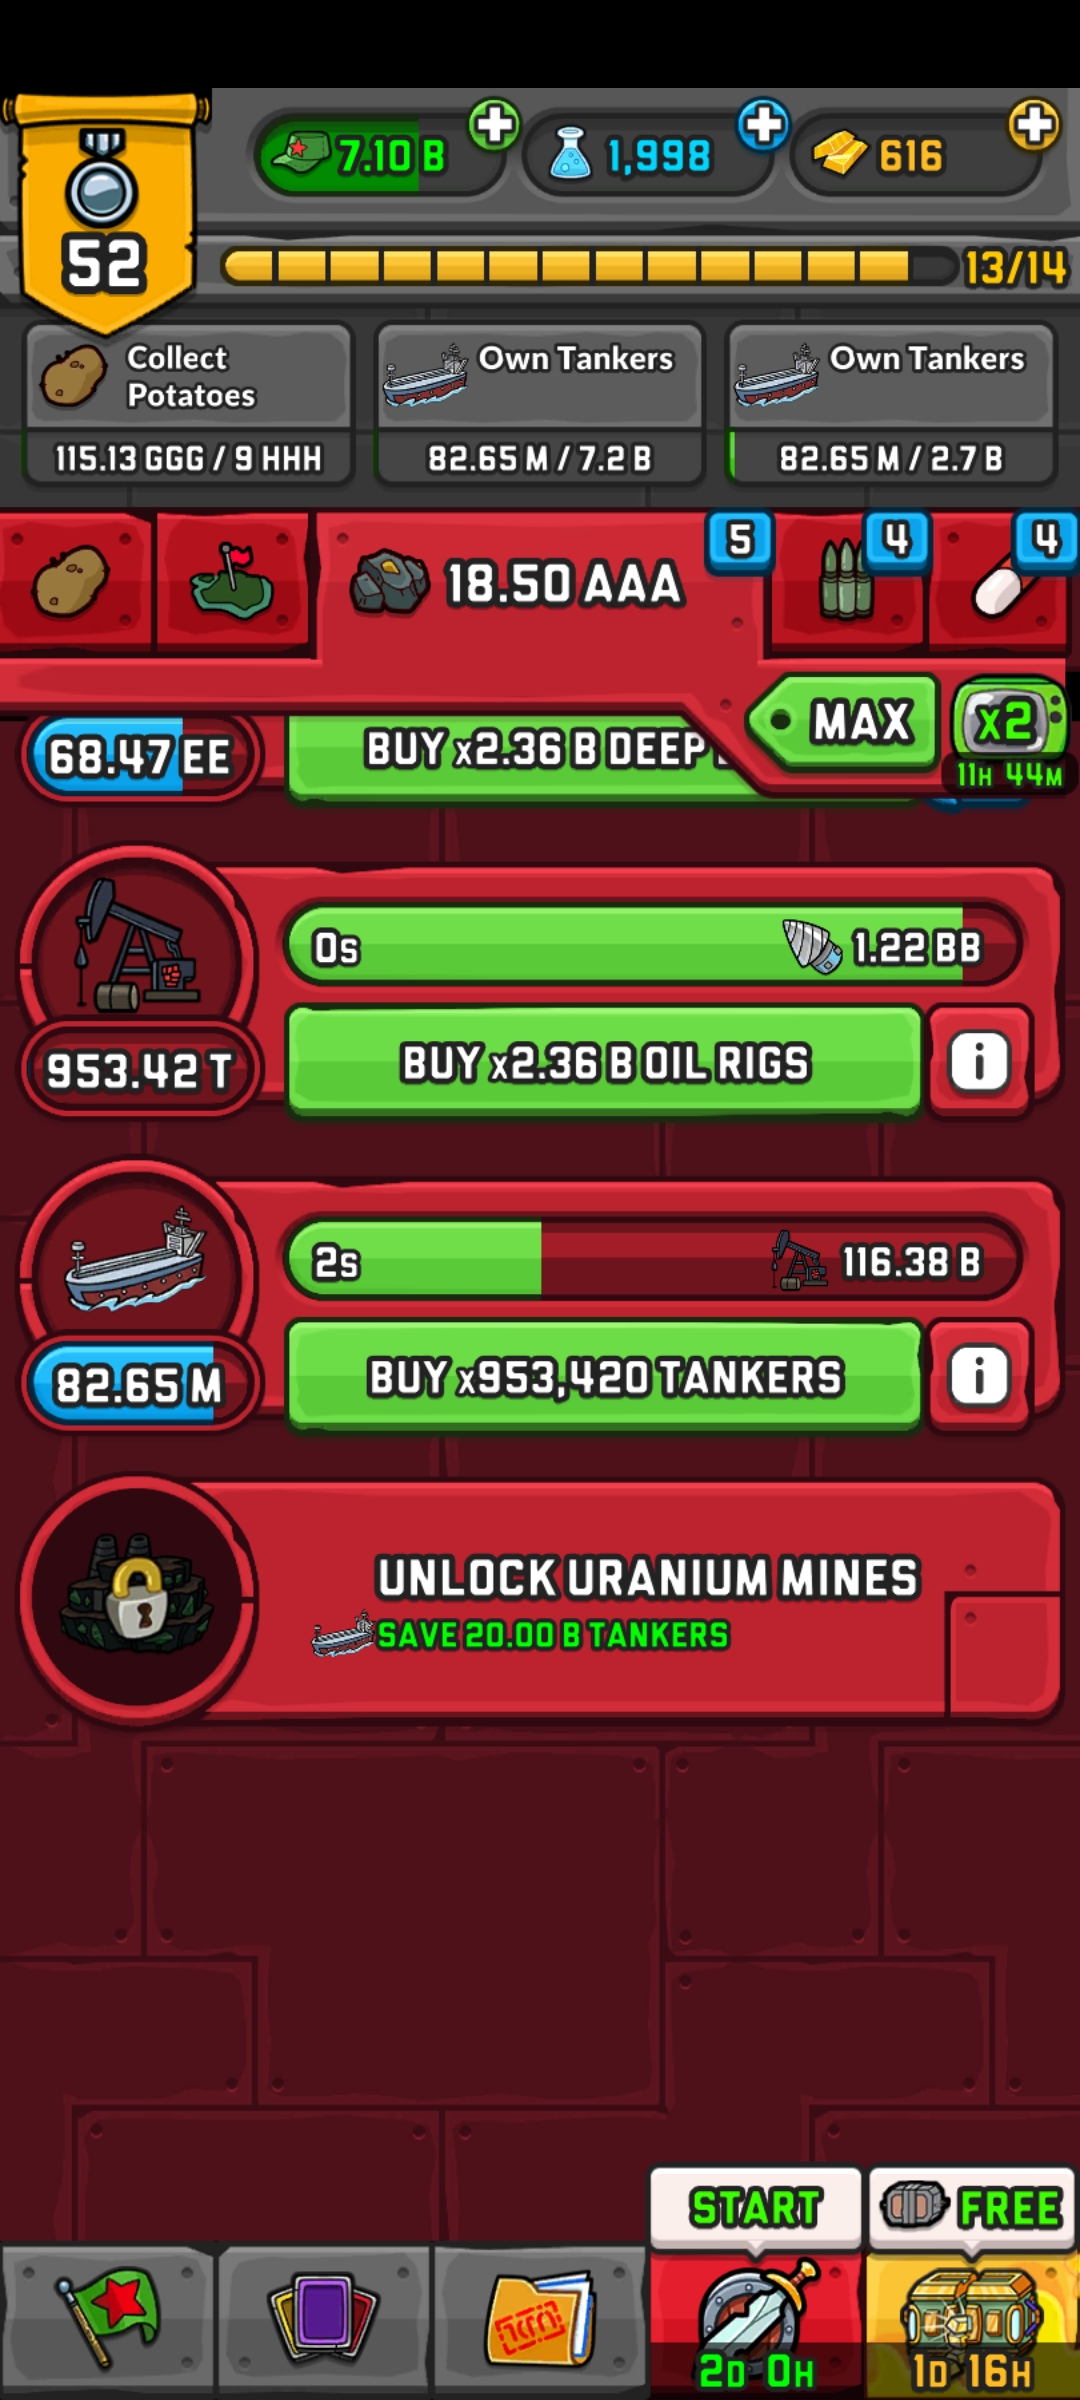 7.10 B
1,998
616
52
13/14
Collect
Potatoes
115.13 GGG / 9 HHH
Own Tankers
82.65 M / 7.2 B
Own Tankers
82.65 M / 2.7 B
18.50 AAA
5
4
4
MAX
x2
11H 44M
68.47 EE
BUY x2.36 B DEEP
0s
1.22 BB
953.42 T
BUY x2.36 B OIL RIGS
i
2s
116.38 B
82.65 M
BUY x953,420 TANKERS
i
UNLOCK URANIUM MINES
SAVE 20.00 B TANKERS
START
FREE
2D 0H
1D 16H